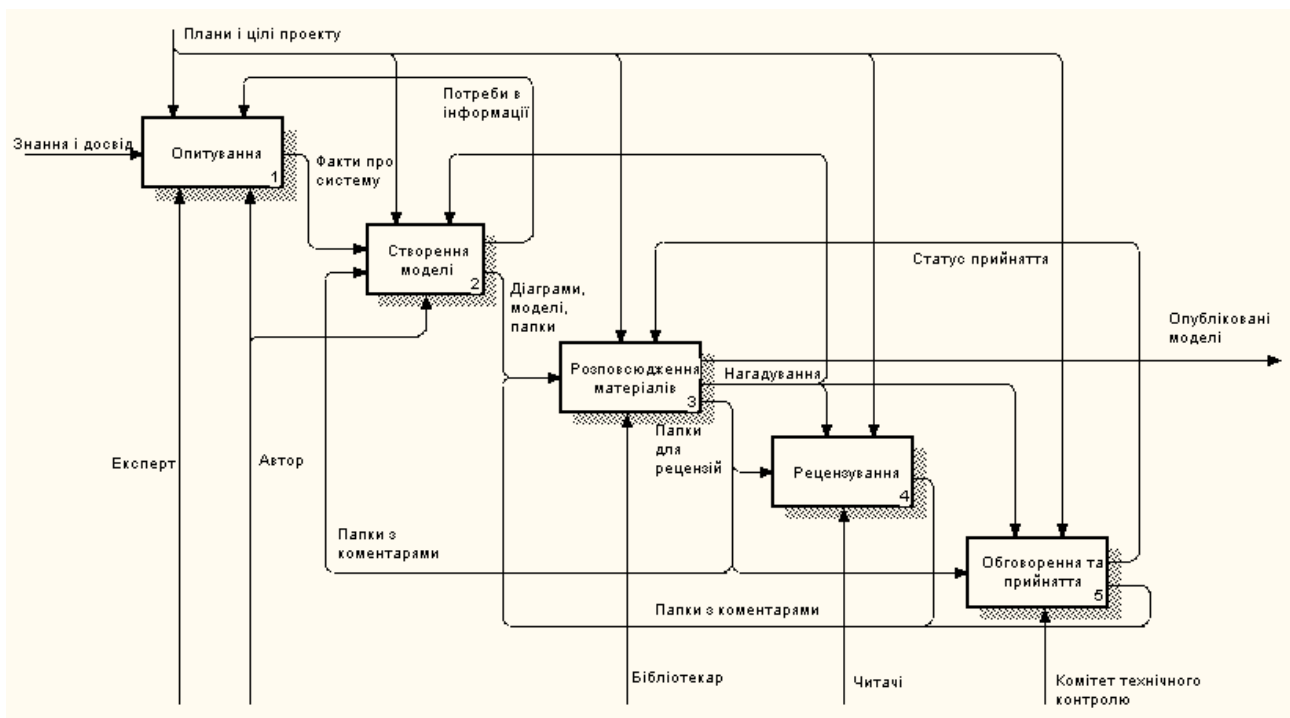 Плани і цілі проекту
Потреби в
інформації
Знання і досвід
Опитування
1
Факти про
систему
Створення
моделі
2
Статус прийняття
Діаграми,
моделі,
папки
Опубліковані
моделі
Розповсюдження
матеріалів
3
Нагадування
Папки
для
рецензій
Експерт
Автор
Рецензування
4
Папки з
коментарами
Обговорення та
прийняття
5
Папки з коментарами
Бібліотекар
Читачі
Комітет технічного
контролю